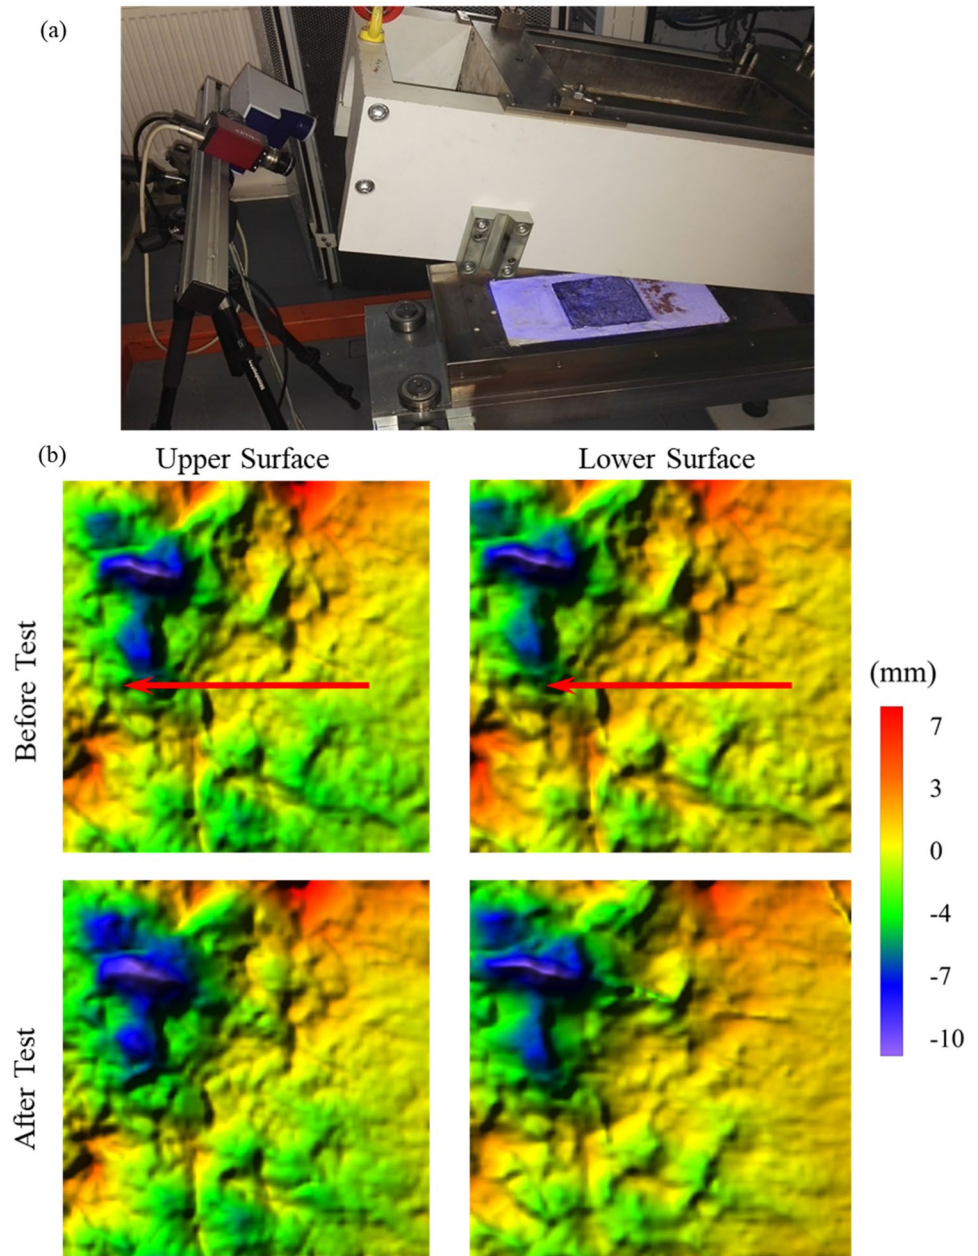 (a)
(b)
Upper Surface
Lower Surface
Before Test
After Test
(mm)
7
3
0
-4
-7
-10